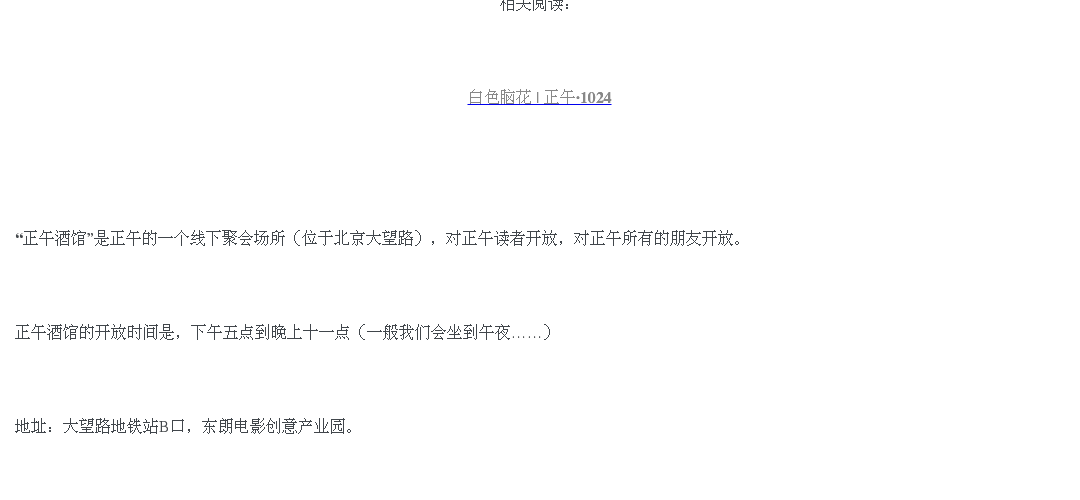 相关阅读：
白色脑花 | 正午·1024
“正午酒馆”是正午的一个线下聚会场所（位于北京大望路），对正午读者开放，对正午所有的朋友开放。
正午酒馆的开放时间是，下午五点到晚上十一点（一般我们会坐到午夜……）
地址：大望路地铁站B口，东朗电影创意产业园。